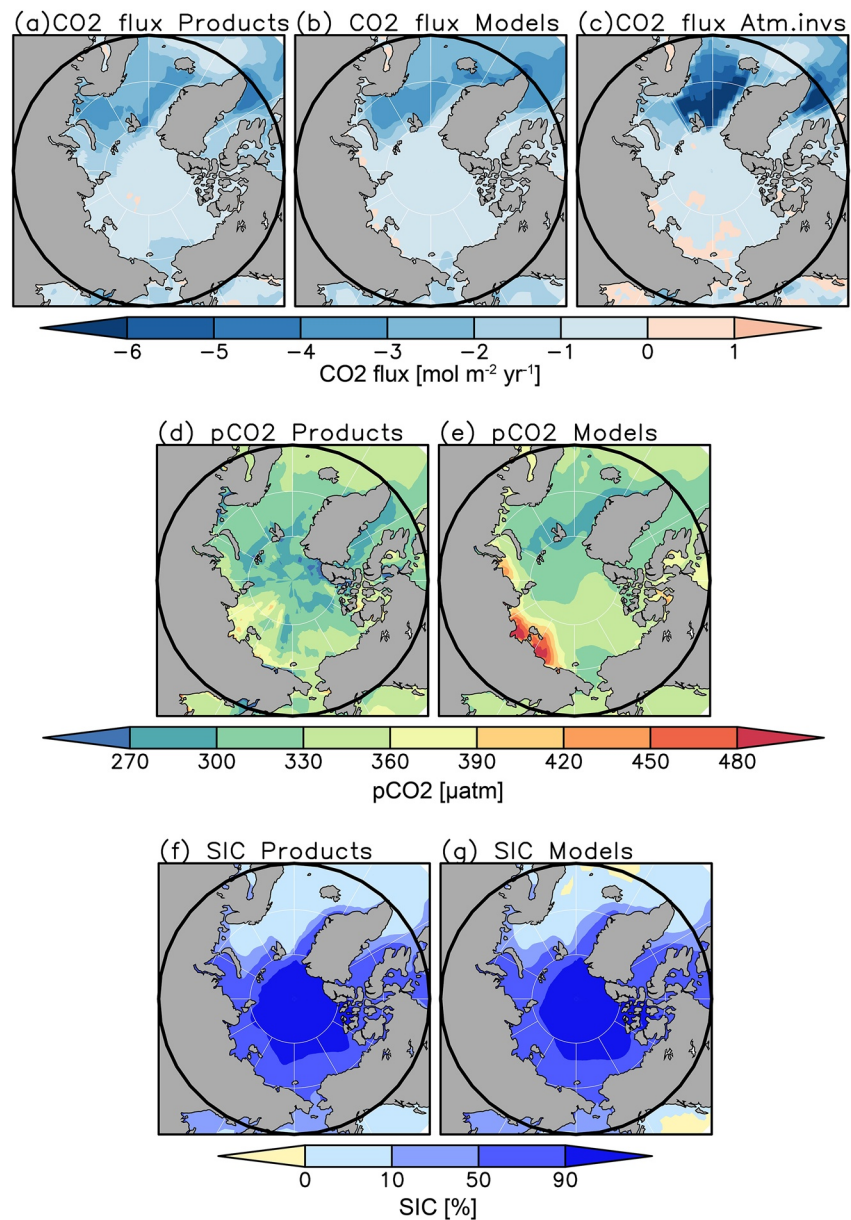 (a)CO2 flux Products
(b) CO2 flux Models
(c)CO2 flux Atm.invs
−6 −5 −4 −3 −2 −1 0 1
CO2 flux [mol m⁻² yr⁻¹]
(d) pCO2 Products
(e) pCO2 Models
270 300 330 360 390 420 450 480
pCO2 [µatm]
(f) SIC Products
(g) SIC Models
0 10 50 90
SIC [%]